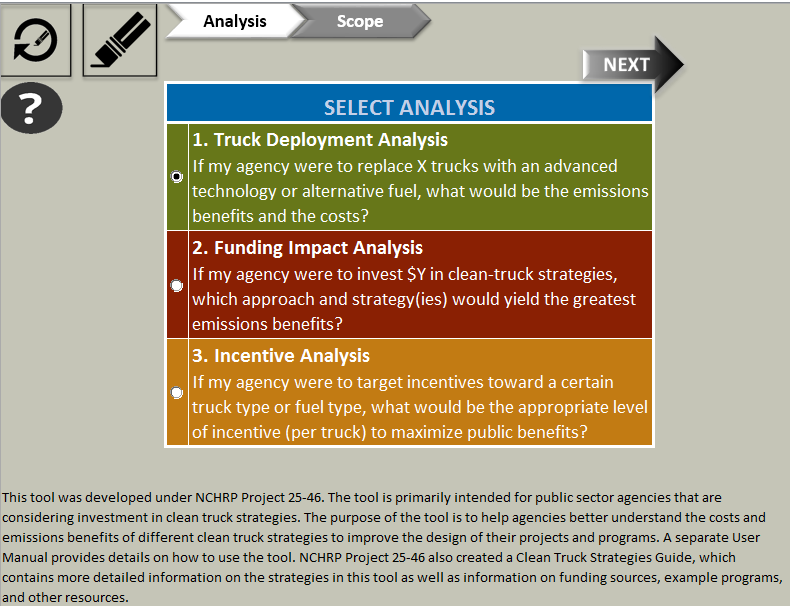 Analysis
Scope
NEXT
?
SELECT ANALYSIS
1. Truck Deployment Analysis
If my agency were to replace X trucks with an advanced
technology or alternative fuel, what would be the emissions
benefits and the costs?
2. Funding Impact Analysis
If my agency were to invest $Y in clean-truck strategies,
which approach and strategy(ies) would yield the greatest
emissions benefits?
3. Incentive Analysis
If my agency were to target incentives toward a certain
truck type or fuel type, what would be the appropriate level
of incentive (per truck) to maximize public benefits?
This tool was developed under NCHRP Project 25-46. The tool is primarily intended for public sector agencies that are
considering investment in clean truck strategies. The purpose of the tool is to help agencies better understand the costs and
emissions benefits of different clean truck strategies to improve the design of their projects and programs. A separate User
Manual provides details on how to use the tool. NCHRP Project 25-46 also created a Clean Truck Strategies Guide, which
contains more detailed information on the strategies in this tool as well as information on funding sources, example programs,
and other resources.